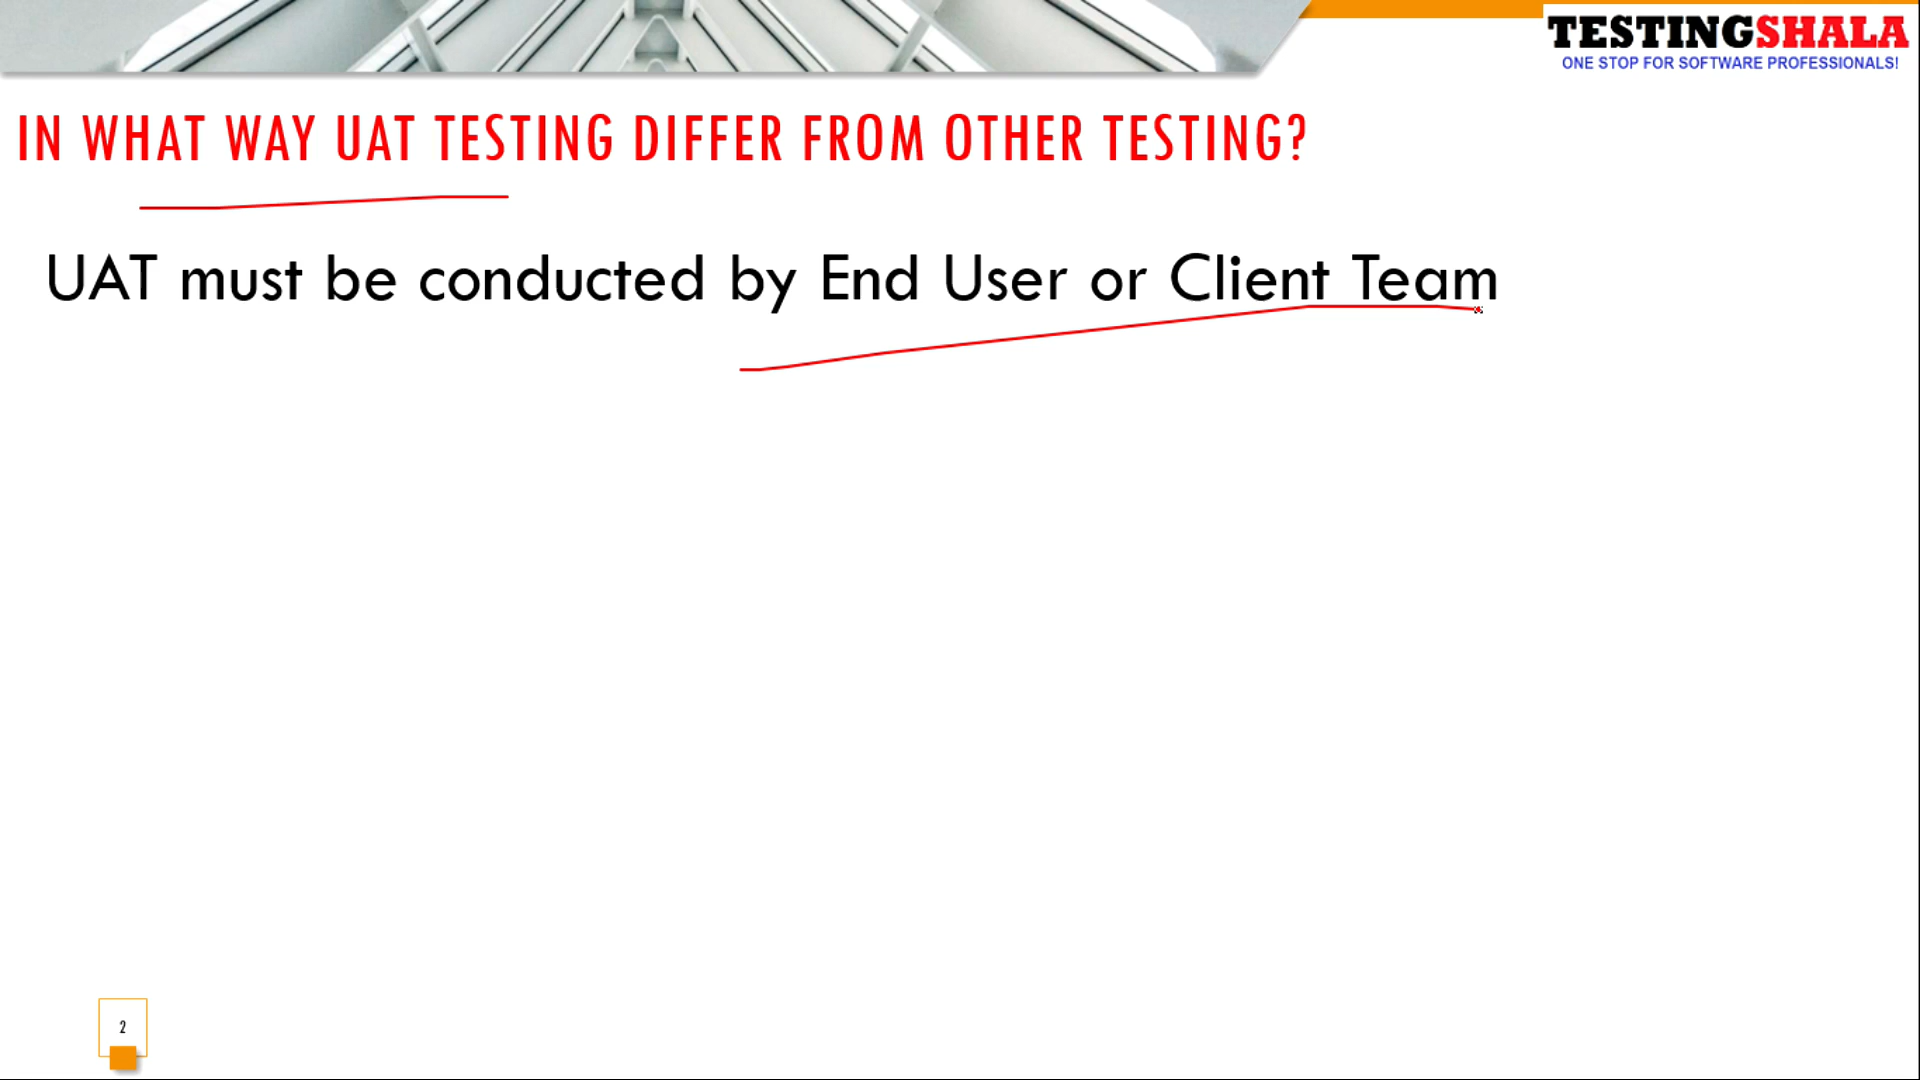 TESTINGSHALA
ONE STOP FOR SOFTWARE PROFESSIONALS!
IN WHAT WAY UAT TESTING DIFFER FROM OTHER TESTING?
UAT must be conducted by End User or Client Team
2